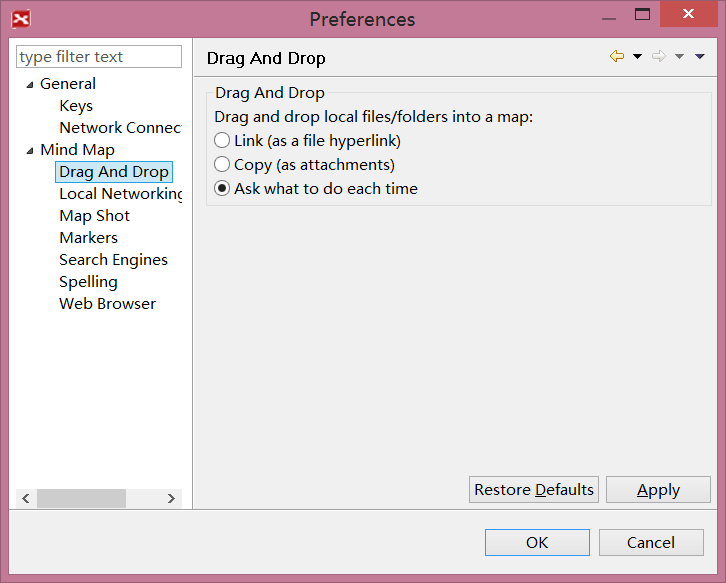 Preferences
type filter text
General
Keys
Network Connec
Mind Map
Drag And Drop
Local Networking
Map Shot
Markers
Search Engines
Spelling
Web Browser
Drag And Drop
Drag And Drop
Drag and drop local files/folders into a map:
Link (as a file hyperlink)
Copy (as attachments)
Ask what to do each time
Restore Defaults
Apply
OK
Cancel